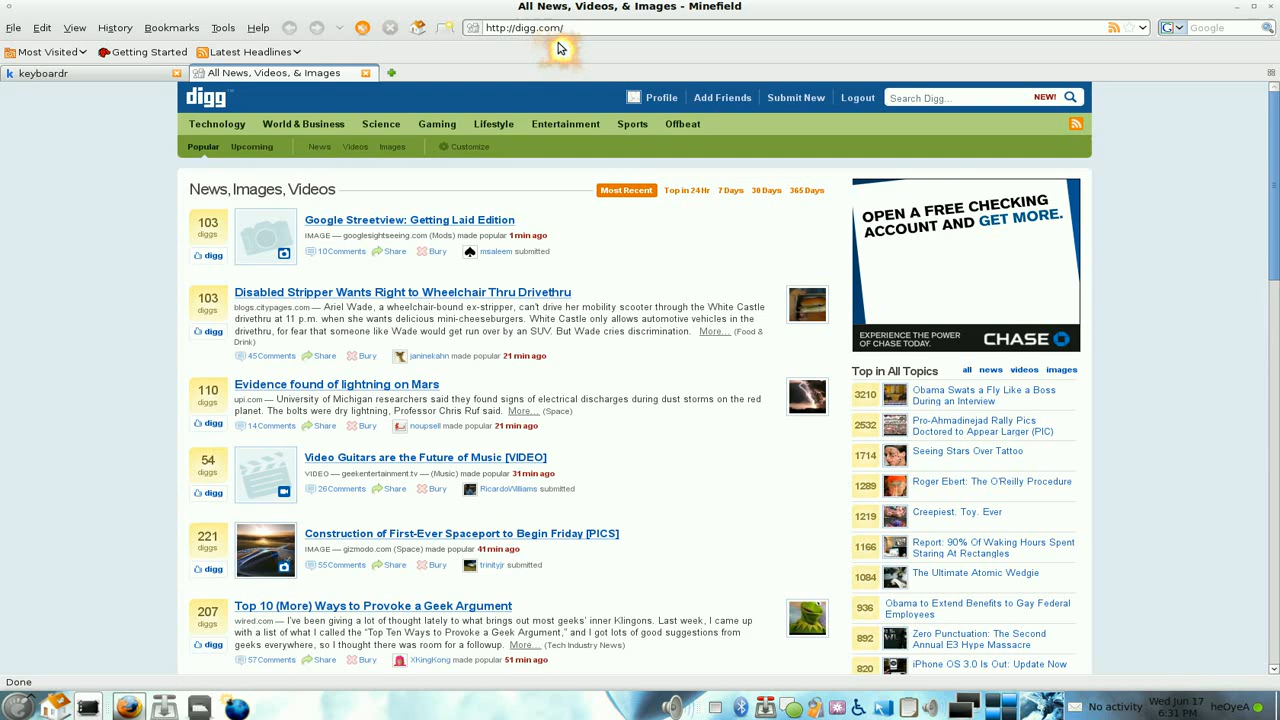 All News, Videos, & Images - Minefield
File Edit View History Bookmarks Tools Help http://digg.com/ Google
Most Visited Getting Started Latest Headlines
keyboardr All News, Videos, & Images
digg Profile Add Friends Submit New Logout Search Digg... NEW!
Technology World & Business Science Gaming Lifestyle Entertainment Sports Offbeat
Popular Upcoming News Videos Images Customize
News, Images, Videos Most Recent Top in 24 Hr 7 Days 30 Days 365 Days
103 diggs
digg
Google Streetview: Getting Laid Edition
IMAGE — googlesightseeing.com (Mods) made popular 1 min ago
10 Comments Share Bury msaleem submitted
103 diggs
digg
Disabled Stripper Wants Right to Wheelchair Thru Drivethru
blogs.citypages.com — Ariel Wade, a wheelchair-bound ex-stripper, can't drive her mobility scooter through the White Castle
drivethru at 11 p.m. when she wants delicious mini-cheeseburgers. White Castle only allows automotive vehicles in the
drivethru, for fear that someone like Wade would get run over by an SUV. But Wade cries discrimination. More... (Food &
Drink)
45 Comments Share Bury janinekahn made popular 21 min ago
110 diggs
digg
Evidence found of lightning on Mars
upi.com — University of Michigan researchers said they found signs of electrical discharges during dust storms on the red
planet. The bolts were dry lightning, Professor Chris Ruf said. More... (Space)
14 Comments Share Bury noupsell made popular 21 min ago
54 diggs
digg
Video Guitars are the Future of Music [VIDEO]
VIDEO — geekentertainment.tv — (Music) made popular 31 min ago
26 Comments Share Bury RicardoWilliams submitted
221 diggs
digg
Construction of First-Ever Spaceport to Begin Friday [PICS]
IMAGE — gizmodo.com (Space) made popular 41 min ago
55 Comments Share Bury trinityjr submitted
207 diggs
digg
Top 10 (More) Ways to Provoke a Geek Argument
wired.com — I've been giving a lot of thought lately to what brings out most geeks' inner Klingons. Last week, I came up
with a list of what I called the "Top Ten Ways to Provoke a Geek Argument," and I got lots of good suggestions from
geeks everywhere, so I thought there was room for a followup. More... (Tech Industry News)
57 Comments Share Bury XKingKong made popular 51 min ago
OPEN A FREE CHECKING
ACCOUNT AND GET MORE.
EXPERIENCE THE POWER
OF CHASE TODAY. CHASE
Top in All Topics all news videos images
3210 Obama Swats a Fly Like a Boss
During an Interview
2532 Pro-Ahmadinejad Rally Pics
Doctored to Appear Larger (PIC)
1714 Seeing Stars Over Tattoo
1289 Roger Ebert: The O'Reilly Procedure
1219 Creepiest. Toy. Ever
1168 Report: 90% Of Waking Hours Spent
Staring At Rectangles
1084 The Ultimate Atomic Wedgie
936 Obama to Extend Benefits to Gay Federal
Employees
892 Zero Punctuation: The Second
Annual E3 Hype Massacre
820 iPhone OS 3.0 Is Out: Update Now
Done
No activity Wed Jun 17
6:31 PM heOyeA